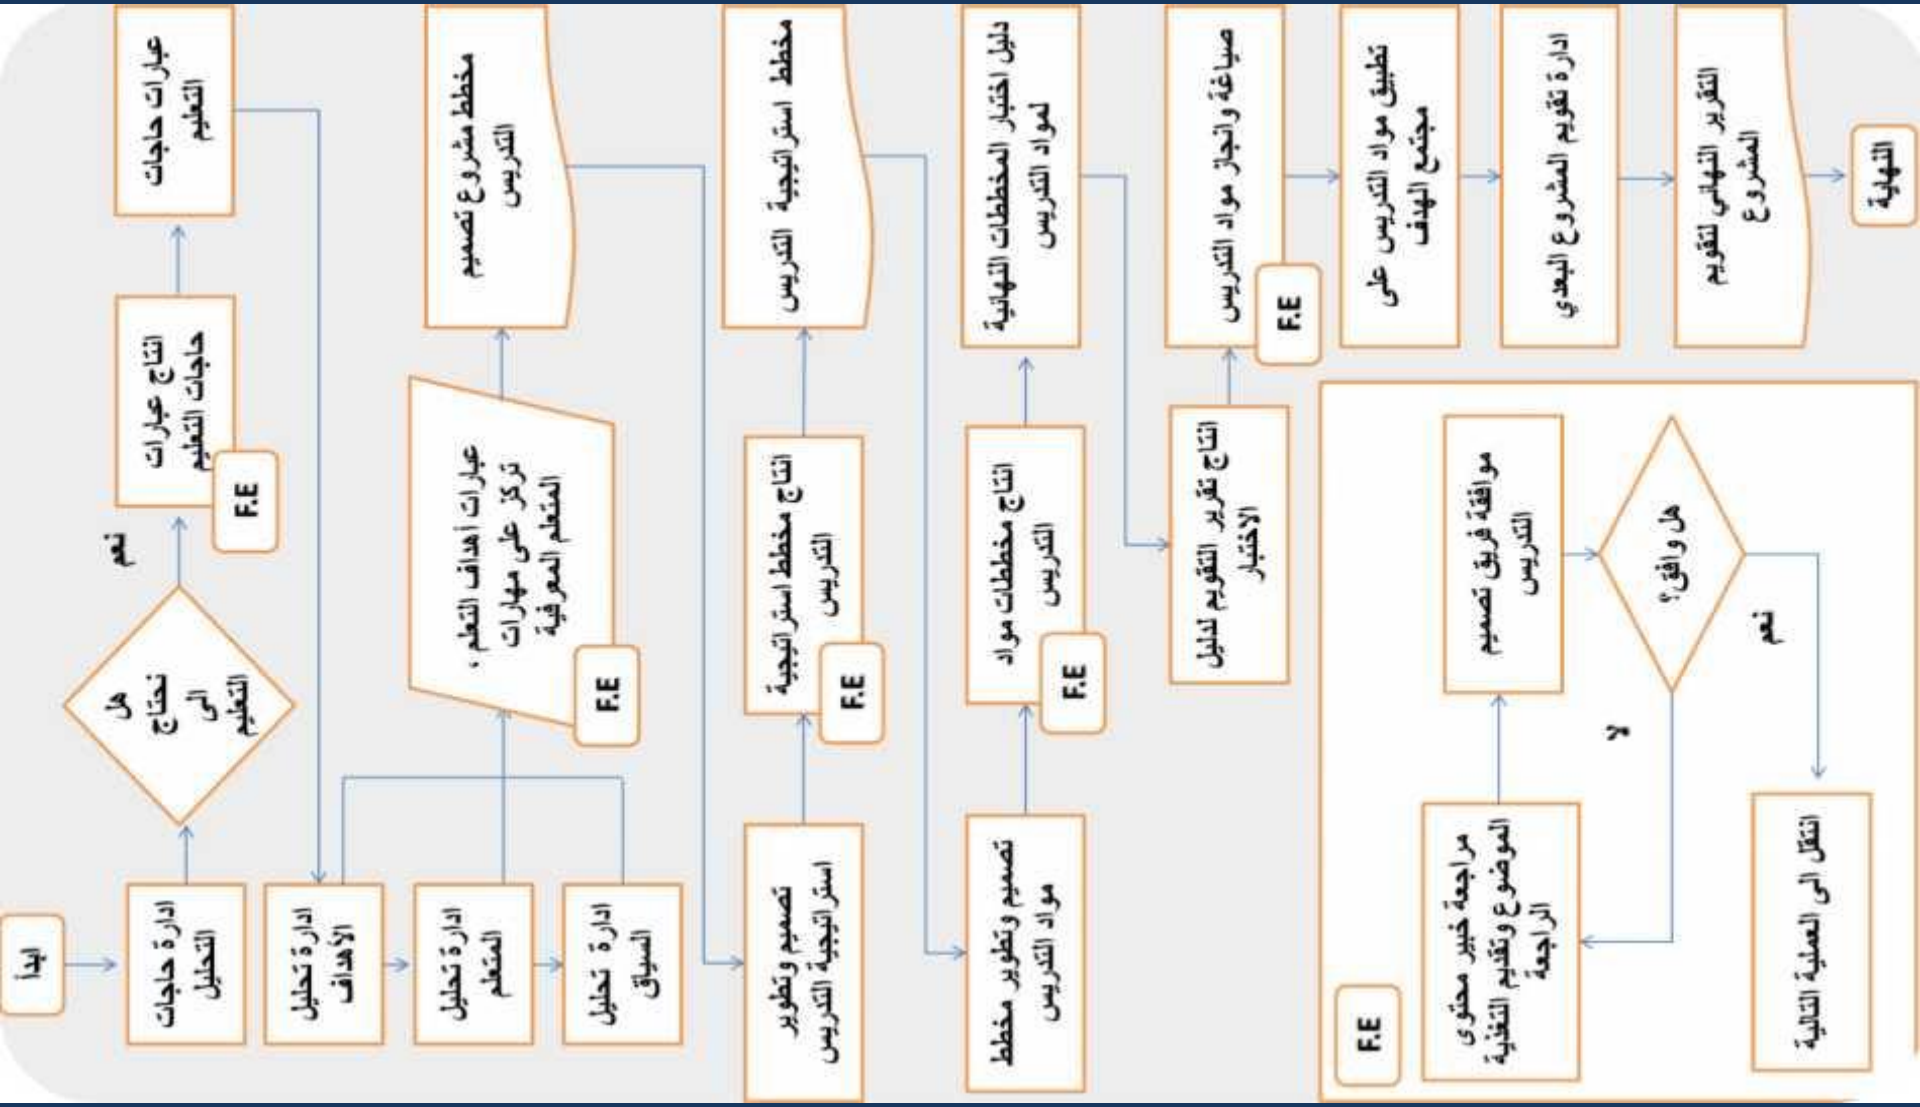 ابدأ
ادارة حاجات
التحليل
هل
نحتاج
الى
التعليم
نعم
انتاج عبارات
حاجات التعليم
F.E
عبارات حاجات
التعليم
ادارة تحليل
الأهداف
ادارة تحليل
المتعلم
ادارة تحليل
السياق
عبارات أهداف التعلم ،
تركز على مهارات
المتعلم المعرفية
F.E
مخطط مشروع تصميم
التدريس
تصميم وتطوير
استراتيجية التدريس
انتاج مخطط استراتيجية
التدريس
F.E
مخطط استراتيجية التدريس
تصميم وتطوير مخطط
مواد التدريس
انتاج مخططات مواد
التدريس
F.E
دليل اختبار المخططات النهائية
لمواد التدريس
انتاج تقرير التقويم لدليل
الاختبار
صياغة وانجاز مواد التدريس
F.E
تطبيق مواد التدريس على
مجتمع الهدف
ادارة تقويم المشروع البعدي
التقرير النهائي لتقويم
المشروع
النهاية
F.E
مراجعة خبير محتوى
الموضوع وتقديم التغذية
الراجعة
موافقة فريق تصميم
التدريس
هل وافق؟
لا
نعم
انتقل الى العملية التالية